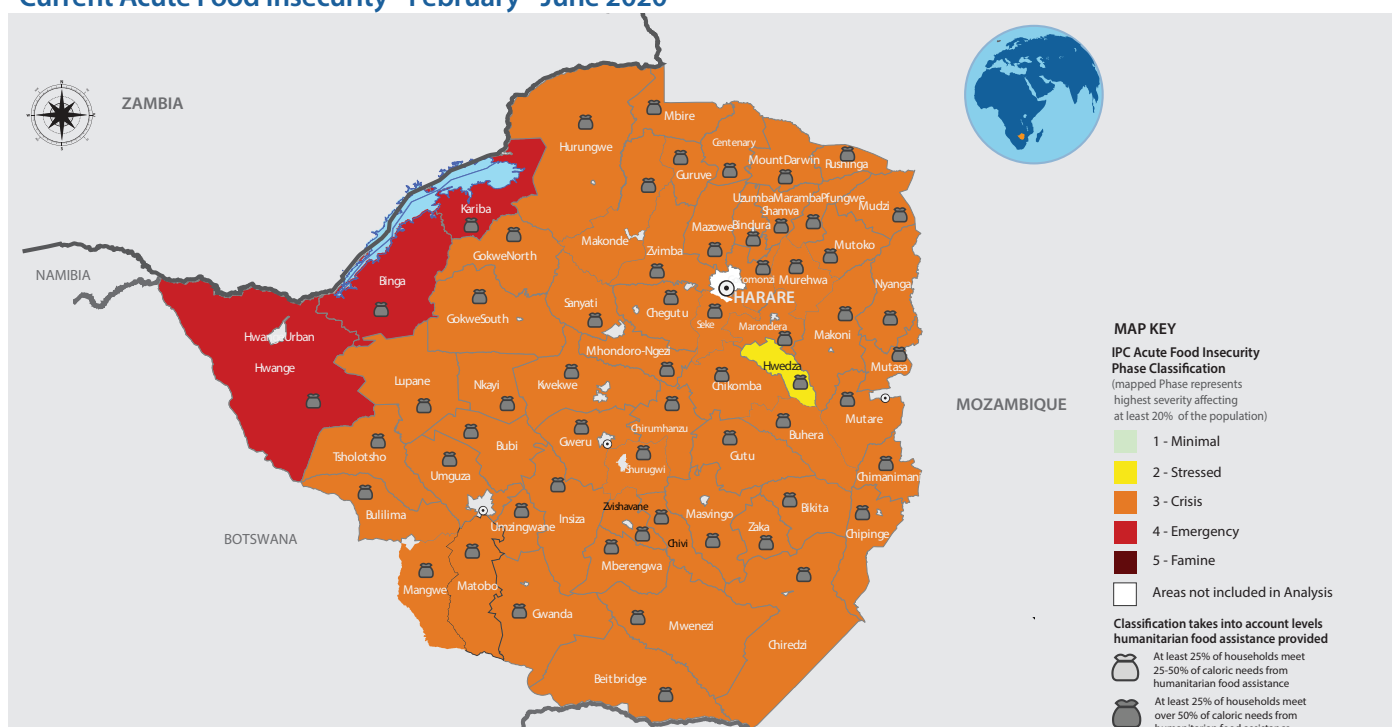 Current Acute Food Insecurity February - June 2020
ZAMBIA
NAMIBIA
BOTSWANA
MOZAMBIQUE
Mbire
Hurungwe
Centenary
Guruve
Mount Darwin
Rushinga
Uzumba Maramba Pfungwe
Shamva
Mudzi
Kariba
Mazowe
Bindura
Makonde
Zvimba
Mutoko
Gokwe North
Binga
omonzi
Murehwa
Nyanga
HARARE
Sanyati
Chegutu
Gokwe South
Seke
Marondera
Makoni
Hwange Urban
Mhondoro-Ngezi
Hwange
Hwedza
Mutasa
Lupane
Nkayi
Kwekwe
Chikomba
Mutare
Chirumhanzu
Buhera
Gweru
Bubi
Gutu
Tsholotsho
Shurugwi
Umguza
Chimanimani
Bulilima
Zvishavane
Masvingo
Bikita
Insiza
Umzingwane
Zaka
Chipinge
Chivi
Mberengwa
Mangwe
Matobo
Gwanda
Mwenezi
Chiredzi
Beitbridge
MAP KEY
IPC Acute Food Insecurity
Phase Classification
(mapped Phase represents
highest severity affecting
at least 20% of the population)
1 - Minimal
2 - Stressed
3 - Crisis
4 - Emergency
5 - Famine
Areas not included in Analysis
Classification takes into account levels
humanitarian food assistance provided
At least 25% of households meet
25-50% of caloric needs from
humanitarian food assistance
At least 25% of households meet
over 50% of caloric needs from
humanitarian food assistance